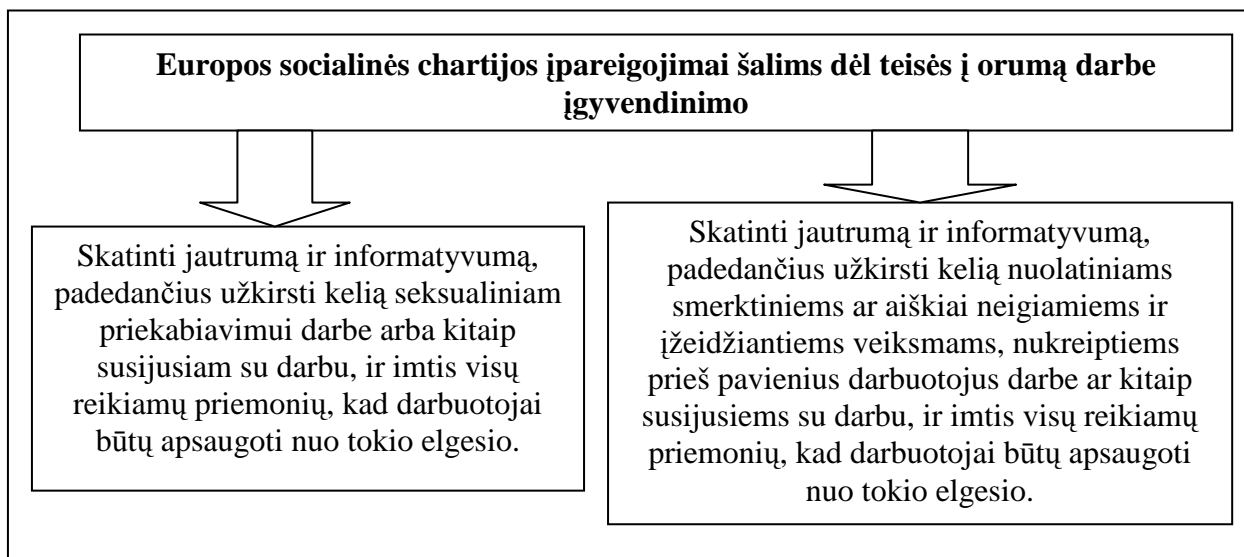 Europos socialinės chartijos įpareigojimai šalims dėl teisės į orumą darbe
įgyvendinimo
Skatinti jautrumą ir informatyvumą,
padedančius užkirsti kelią seksualiniam
priekabiavimui darbe arba kitaip
susijusiam su darbu, ir imtis visų
reikiamų priemonių, kad darbuotojai
būtų apsaugoti nuo tokio elgesio.
Skatinti jautrumą ir informatyvumą,
padedančius užkirsti kelią nuolatiniams
smerktiniems ar aiškiai neigiamiems ir
įžeidžiantiems veiksmams, nukreiptiems
prieš pavienius darbuotojus darbe ar kitaip
susijusiems su darbu, ir imtis visų reikiamų
priemonių, kad darbuotojai būtų apsaugoti
nuo tokio elgesio.